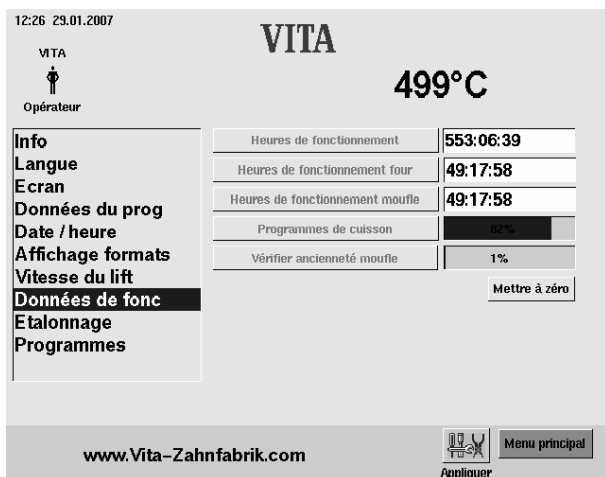 12:26 29.01.2007
VITA
VITA
499°C
Opérateur
Info
Langue
Ecran
Données du prog
Date / heure
Affichage formats
Vitesse du lift
Données de fonc
Etalonnage
Programmes
Heures de fonctionnement 553:06:39
Heures de fonctionnement four 49:17:58
Heures de fonctionnement moufle 49:17:58
Programmes de cuisson 82%
Vérifier ancienneté moufle 1%
Mettre à zéro
www.Vita-Zahnfabrik.com
Appliquer
Menu principal